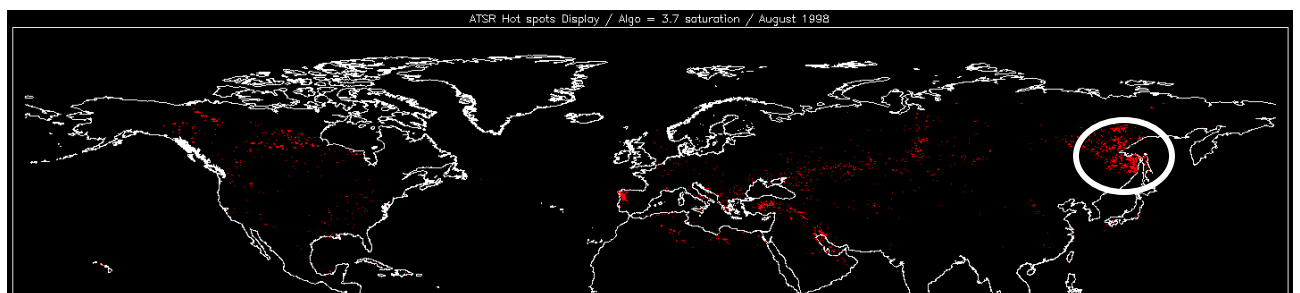 ATSR Hot spots Display / Algo = 3.7 saturation / August 1998